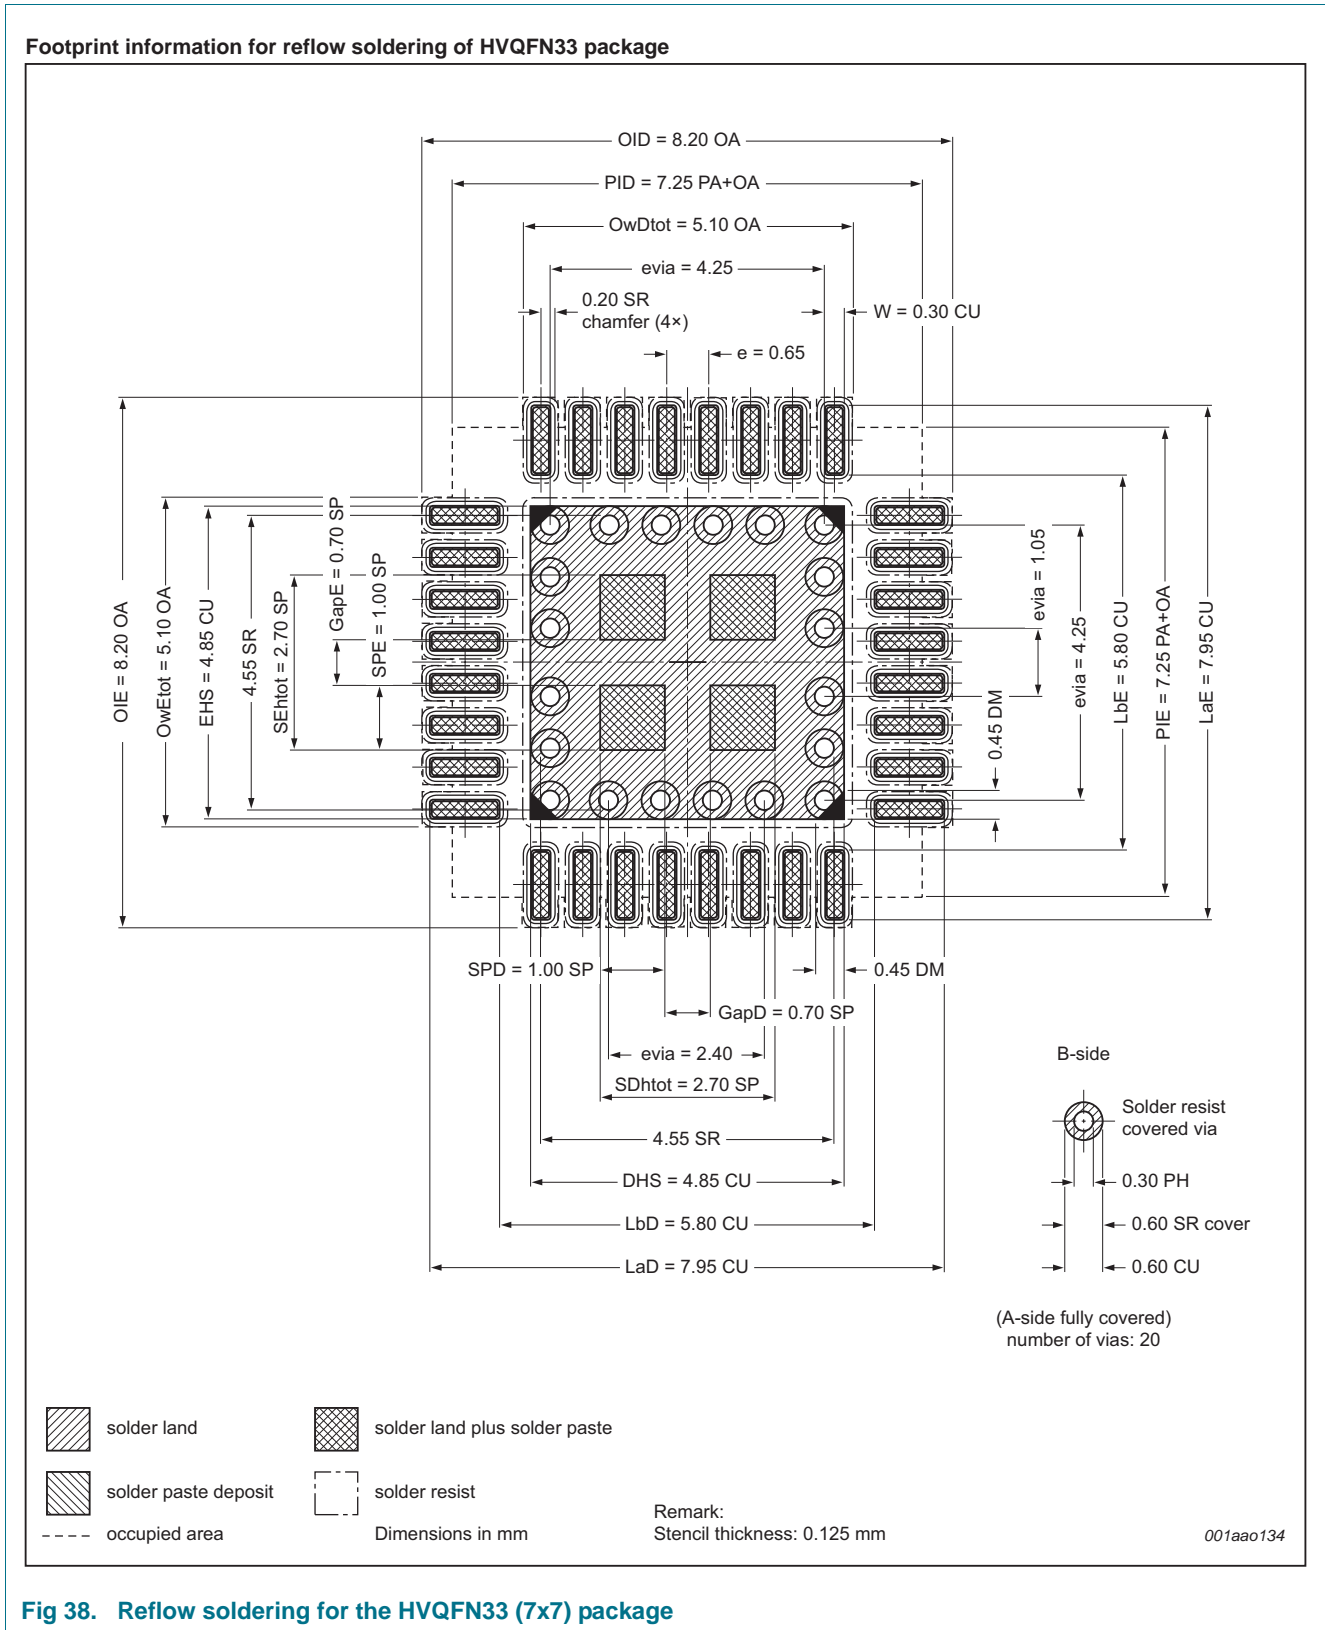 Footprint information for reflow soldering of HVQFN33 package
OID = 8.20 OA
PID = 7.25 PA+OA
OwDtot = 5.10 OA
evia = 4.25
0.20 SR
chamfer (4×)
W = 0.30 CU
e = 0.65
OIE = 8.20 OA
OwEtot = 5.10 OA
EHS = 4.85 CU
4.55 SR
SEhtot = 2.70 SP
GapE = 0.70 SP
SPE = 1.00 SP
evia = 1.05
0.45 DM
evia = 4.25
LbE = 5.80 CU
PIE = 7.25 PA+OA
LaE = 7.95 CU
SPD = 1.00 SP
0.45 DM
GapD = 0.70 SP
evia = 2.40
SDhtot = 2.70 SP
4.55 SR
DHS = 4.85 CU
LbD = 5.80 CU
LaD = 7.95 CU
B-side
Solder resist
covered via
0.30 PH
0.60 SR cover
0.60 CU
(A-side fully covered)
number of vias: 20
solder land
solder land plus solder paste
solder paste deposit
solder resist
occupied area
Dimensions in mm
Remark:
Stencil thickness: 0.125 mm
001aao134
Fig 38. Reflow soldering for the HVQFN33 (7x7) package